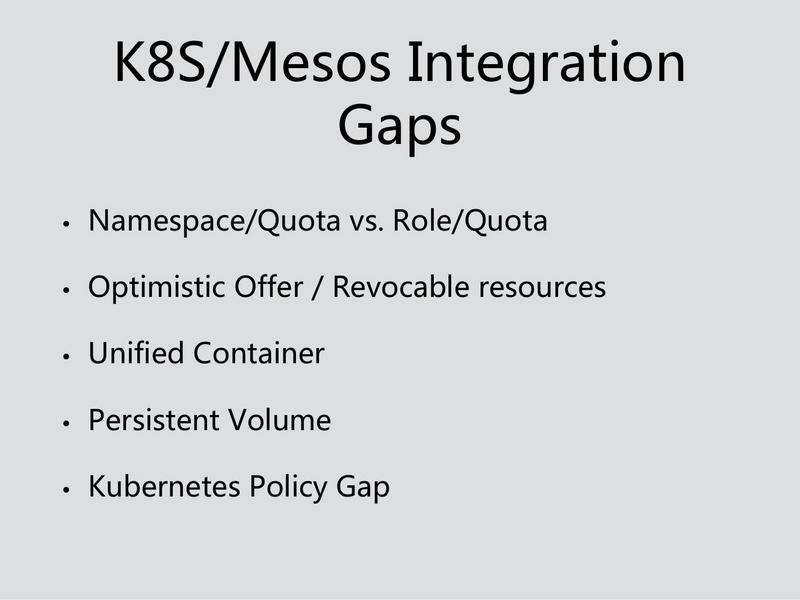 K8S/Mesos Integration
Gaps
• Namespace/Quota vs. Role/Quota
• Optimistic Offer / Revocable resources
• Unified Container
• Persistent Volume
• Kubernetes Policy Gap